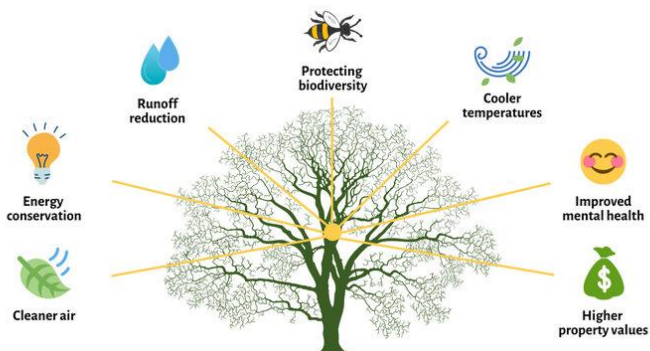 Protecting
biodiversity
Runoff
reduction
Cooler
temperatures
Energy
conservation
Improved
mental health
Cleaner air
Higher
property values
$